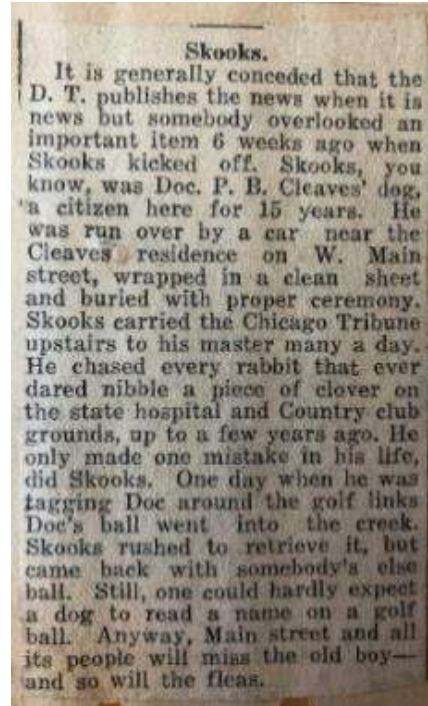 Skooks.
It is generally conceded that the
D. T. publishes the news when it is
news but somebody overlooked an
important item 6 weeks ago when
Skooks kicked off. Skooks, you
know, was Doc. P. B. Cleaves' dog,
a citizen here for 15 years. He
was run over by a car near the
Cleaves residence on W. Main
street, wrapped in a clean sheet
and buried with proper ceremony.
Skooks carried the Chicago Tribune
upstairs to his master many a day.
He chased every rabbit that ever
dared nibble a piece of clover on
the state hospital and Country club
grounds, up to a few years ago. He
only made one mistake in his life,
did Skooks. One day when he was
tagging Doc around the golf links
Doc's ball went into the creek.
Skooks rushed to retrieve it, but
came back with somebody's else
ball. Still, one could hardly expect
a dog to read a name on a golf
ball. Anyway, Main street and all
its people will miss the old boy—
and so will the fleas.